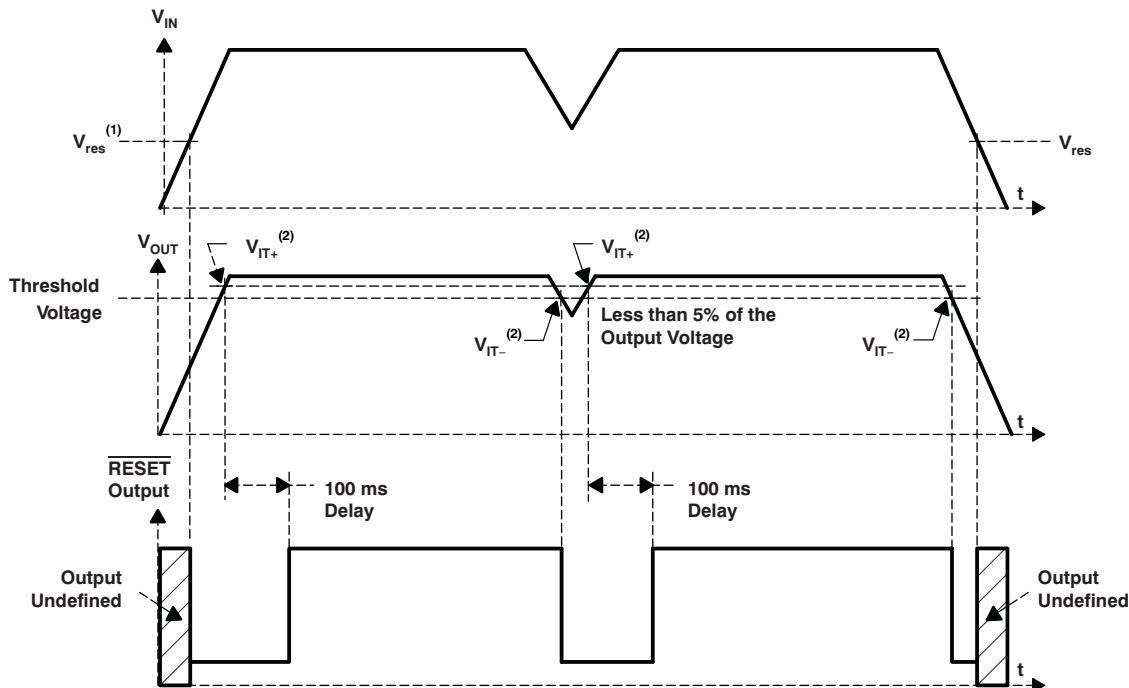 V_IN
V_res^(1)
V_res
t
V_OUT
V_IT+^(2)
V_IT+^(2)
Threshold
Voltage
Less than 5% of the
Output Voltage
V_IT–^(2)
V_IT–^(2)
t
RESET
Output
100 ms
Delay
100 ms
Delay
Output
Undefined
Output
Undefined
t